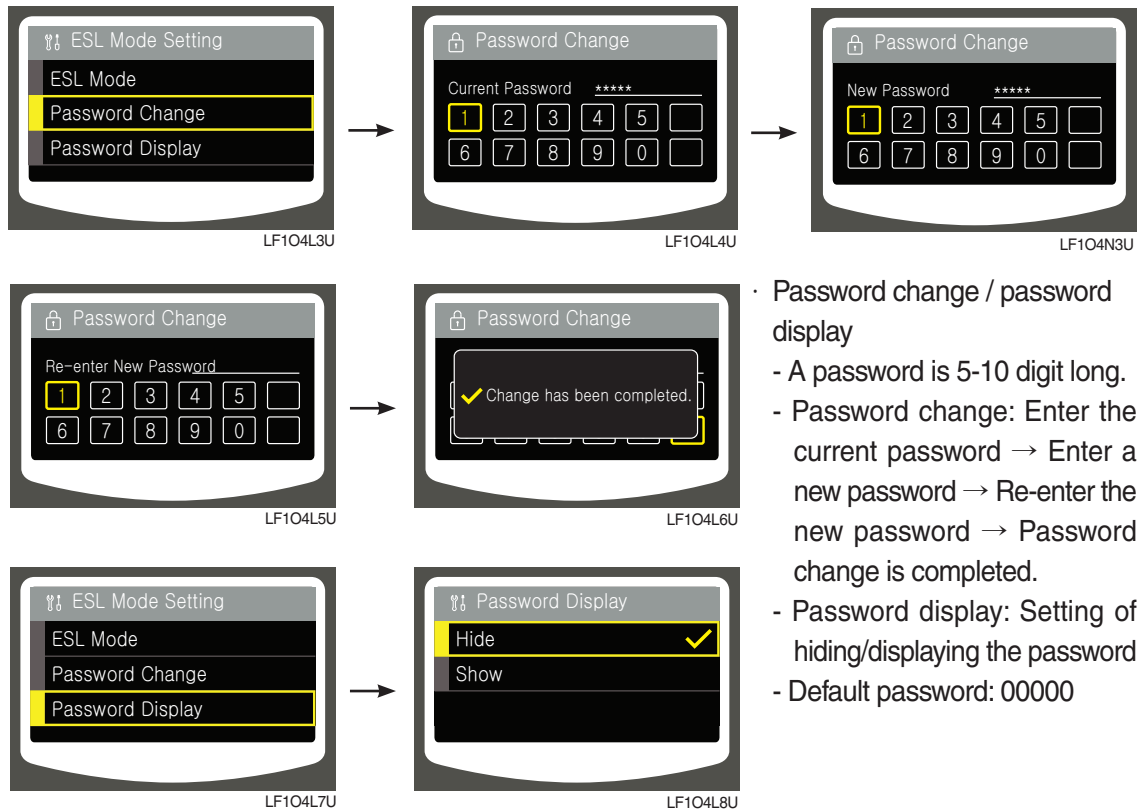 ESL Mode Setting
ESL Mode
Password Change
Password Display
LF1O4L3U
Password Change
Current Password *****
1 2 3 4 5
6 7 8 9 0
LF1O4L4U
Password Change
New Password *****
1 2 3 4 5
6 7 8 9 0
LF1O4N3U
Password Change
Re-enter New Password
1 2 3 4 5
6 7 8 9 0
LF1O4L5U
Password Change
Change has been completed.
LF1O4L6U
ESL Mode Setting
ESL Mode
Password Change
Password Display
LF1O4L7U
Password Display
Hide
Show
LF1O4L8U
· Password change / password
display
- A password is 5-10 digit long.
- Password change: Enter the
current password → Enter a
new password → Re-enter the
new password → Password
change is completed.
- Password display: Setting of
hiding/displaying the password
- Default password: 00000